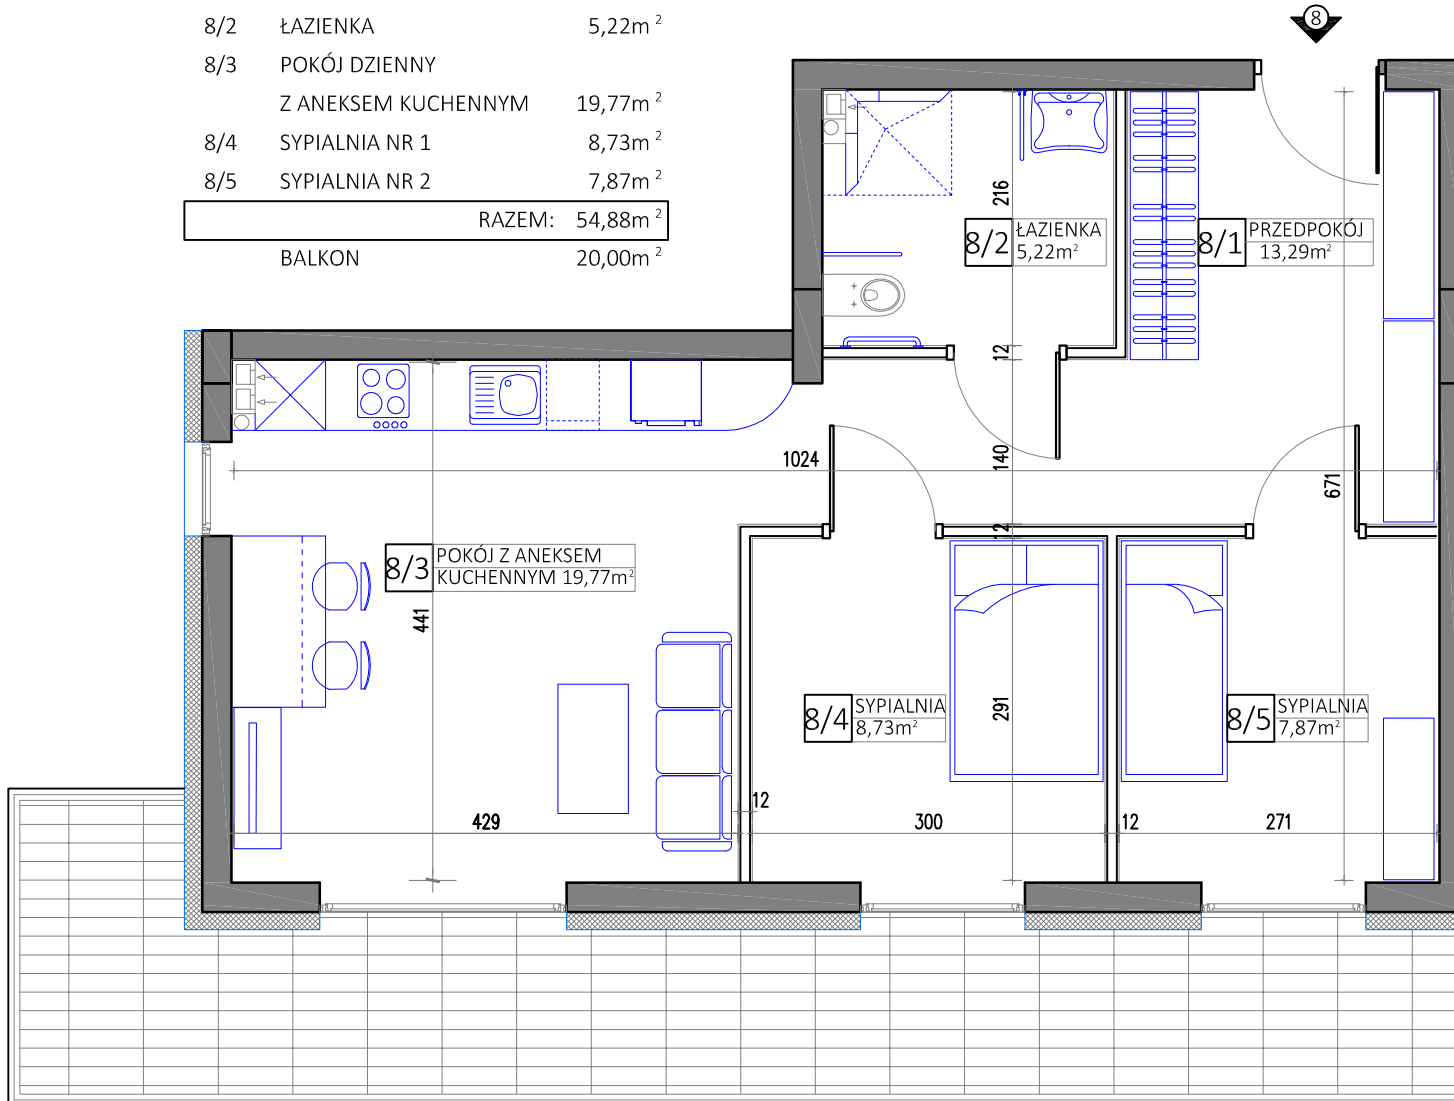 8/2 ŁAZIENKA 5,22m²
8/3 POKÓJ DZIENNY
Z ANEKSEM KUCHENNYM 19,77m²
8/4 SYPIALNIA NR 1 8,73m²
8/5 SYPIALNIA NR 2 7,87m²
RAZEM: 54,88m²
BALKON 20,00m²
8
216
8/2 ŁAZIENKA
5,22m²
8/1 PRZEDPOKÓJ
13,29m²
12
1024
140
671
12
8/3 POKÓJ Z ANEKSEM
KUCHENNYM 19,77m²
441
8/4 SYPIALNIA
8,73m²
291
8/5 SYPIALNIA
7,87m²
12
429
300
12
271